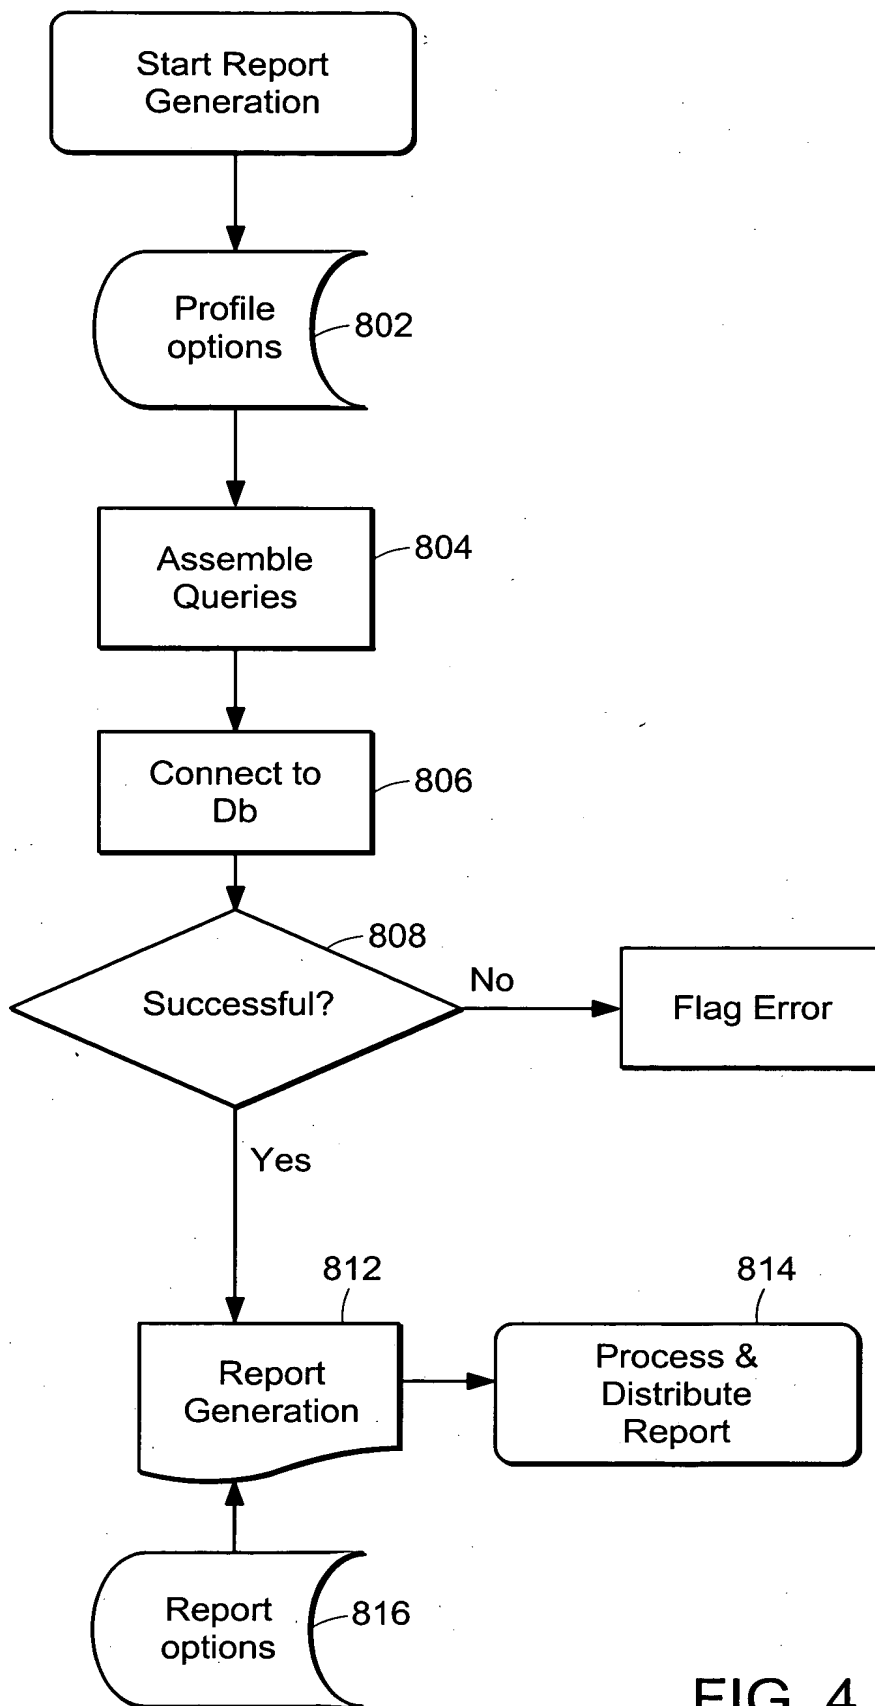 Start Report
Generation
Profile
options
802
Assemble
Queries
804
Connect to
Db
806
808
Successful?
No
Flag Error
Yes
812
814
Report
Generation
Process &
Distribute
Report
Report
options
816
FIG. 4